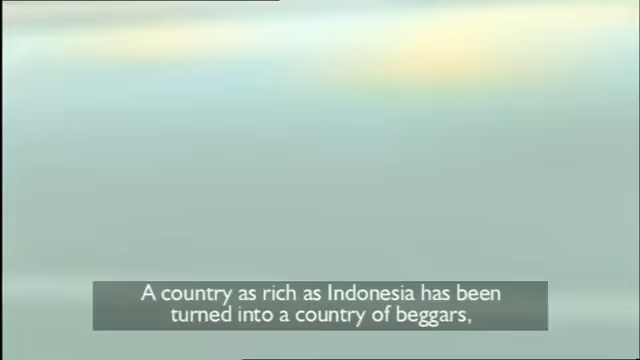 A country as rich as Indonesia has been
turned into a country of beggars,